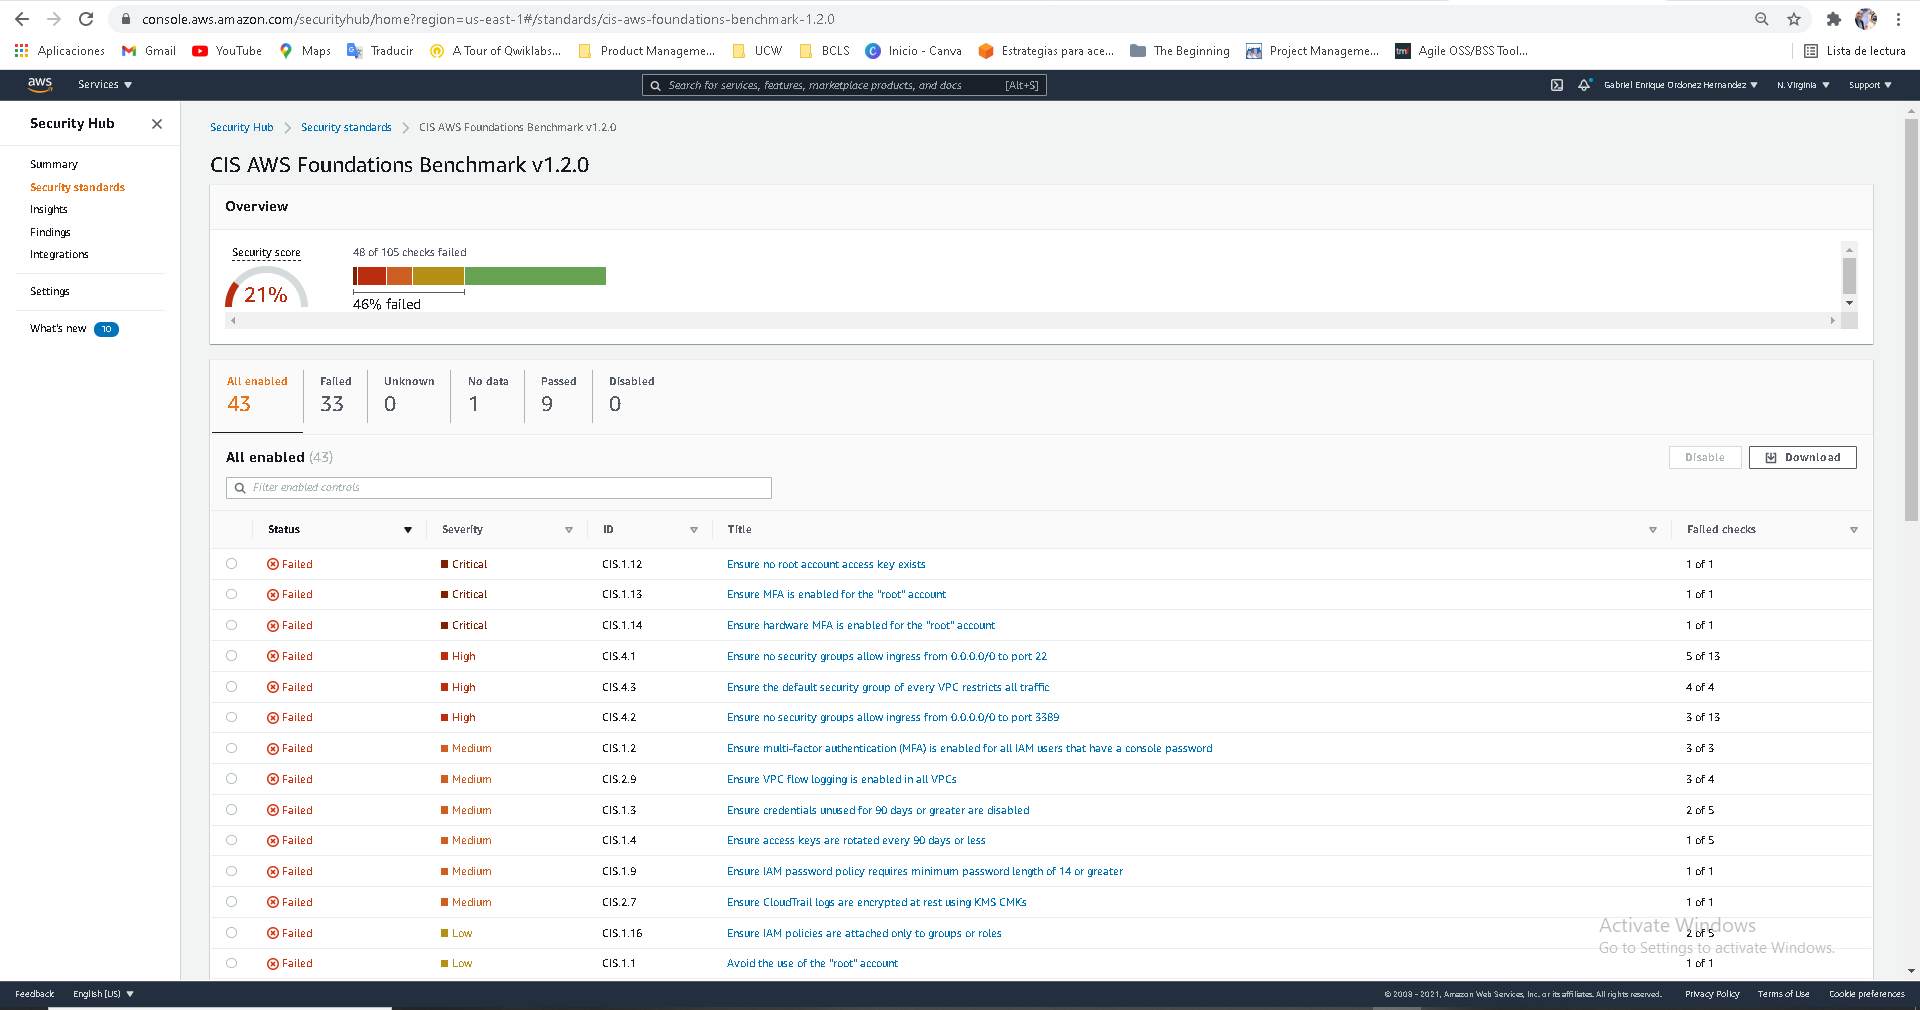 console.aws.amazon.com/securityhub/home?region=us-east-1#/standards/cis-aws-foundations-benchmark-1.2.0
Aplicaciones Gmail YouTube Maps Traducir A Tour of Qwiklabs... Product Manageme... UCW BCLS Inicio - Canva Estrategias para ace... The Beginning Project Manageme... tmf Agile OSS/BSS Tool... Lista de lectura
aws Services Search for services, features, marketplace products, and docs [Alt+S] Gabriel Enrique Ordonez Hernandez N. Virginia Support
Security Hub
Summary
Security standards
Insights
Findings
Integrations
Settings
What's new 10
Security Hub Security standards CIS AWS Foundations Benchmark v1.2.0
CIS AWS Foundations Benchmark v1.2.0
Overview
Security score
21%
48 of 105 checks failed
46% failed
All enabled Failed Unknown No data Passed Disabled
43 33 0 1 9 0
All enabled (43) Disable Download
Filter enabled controls
Status Severity ID Title Failed checks
Failed Critical CIS.1.12 Ensure no root account access key exists 1 of 1
Failed Critical CIS.1.13 Ensure MFA is enabled for the "root" account 1 of 1
Failed Critical CIS.1.14 Ensure hardware MFA is enabled for the "root" account 1 of 1
Failed High CIS.4.1 Ensure no security groups allow ingress from 0.0.0.0/0 to port 22 5 of 13
Failed High CIS.4.3 Ensure the default security group of every VPC restricts all traffic 4 of 4
Failed High CIS.4.2 Ensure no security groups allow ingress from 0.0.0.0/0 to port 3389 3 of 13
Failed Medium CIS.1.2 Ensure multi-factor authentication (MFA) is enabled for all IAM users that have a console password 3 of 3
Failed Medium CIS.2.9 Ensure VPC flow logging is enabled in all VPCs 3 of 4
Failed Medium CIS.1.3 Ensure credentials unused for 90 days or greater are disabled 2 of 5
Failed Medium CIS.1.4 Ensure access keys are rotated every 90 days or less 1 of 5
Failed Medium CIS.1.9 Ensure IAM password policy requires minimum password length of 14 or greater 1 of 1
Failed Medium CIS.2.7 Ensure CloudTrail logs are encrypted at rest using KMS CMKs 1 of 1
Failed Low CIS.1.16 Ensure IAM policies are attached only to groups or roles 2 of 5
Failed Low CIS.1.1 Avoid the use of the "root" account 1 of 1
Activate Windows
Go to Settings to activate Windows.
Feedback English (US) © 2008 - 2021, Amazon Web Services, Inc. or its affiliates. All rights reserved. Privacy Policy Terms of Use Cookie preferences